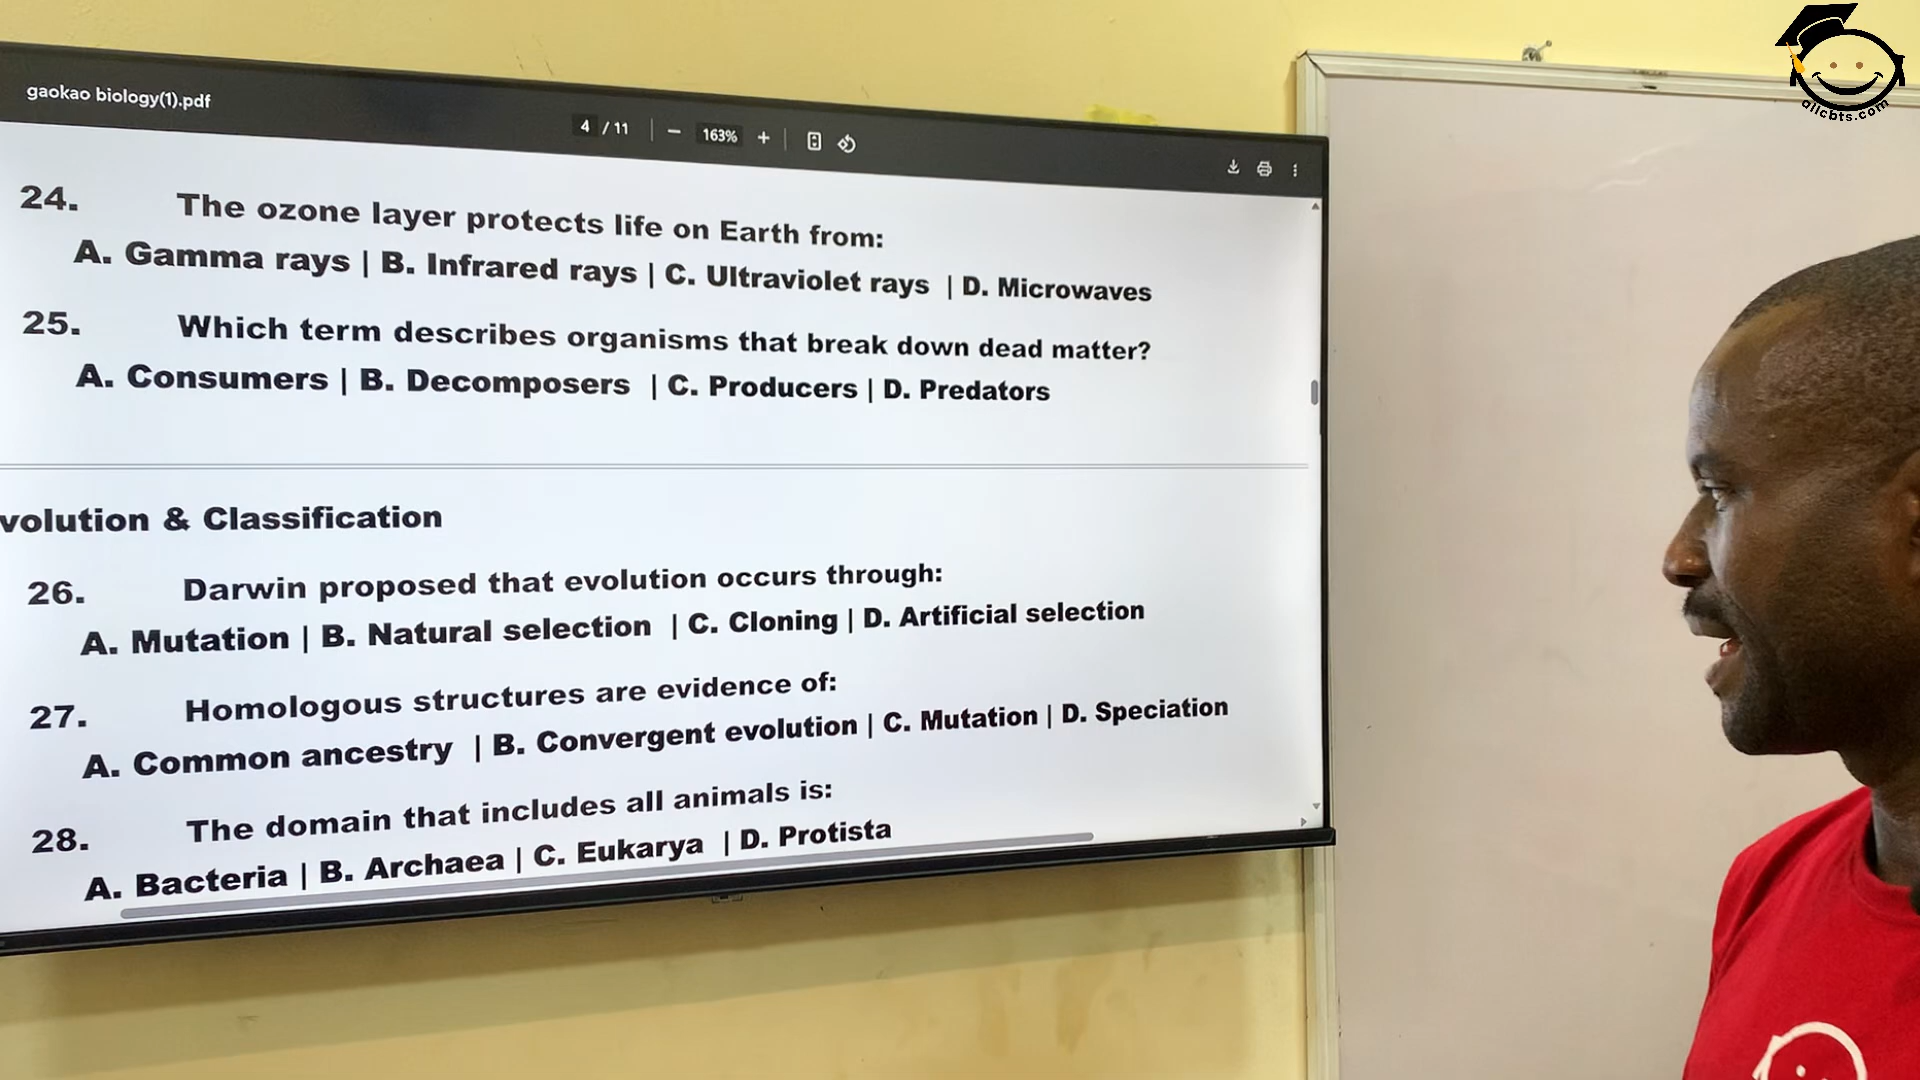 allcbts.com
gaokao biology(1).pdf
4 / 11 − 163% +
24. The ozone layer protects life on Earth from:
A. Gamma rays | B. Infrared rays | C. Ultraviolet rays | D. Microwaves
25. Which term describes organisms that break down dead matter?
A. Consumers | B. Decomposers | C. Producers | D. Predators
volution & Classification
26. Darwin proposed that evolution occurs through:
A. Mutation | B. Natural selection | C. Cloning | D. Artificial selection
27. Homologous structures are evidence of:
A. Common ancestry | B. Convergent evolution | C. Mutation | D. Speciation
28. The domain that includes all animals is:
A. Bacteria | B. Archaea | C. Eukarya | D. Protista